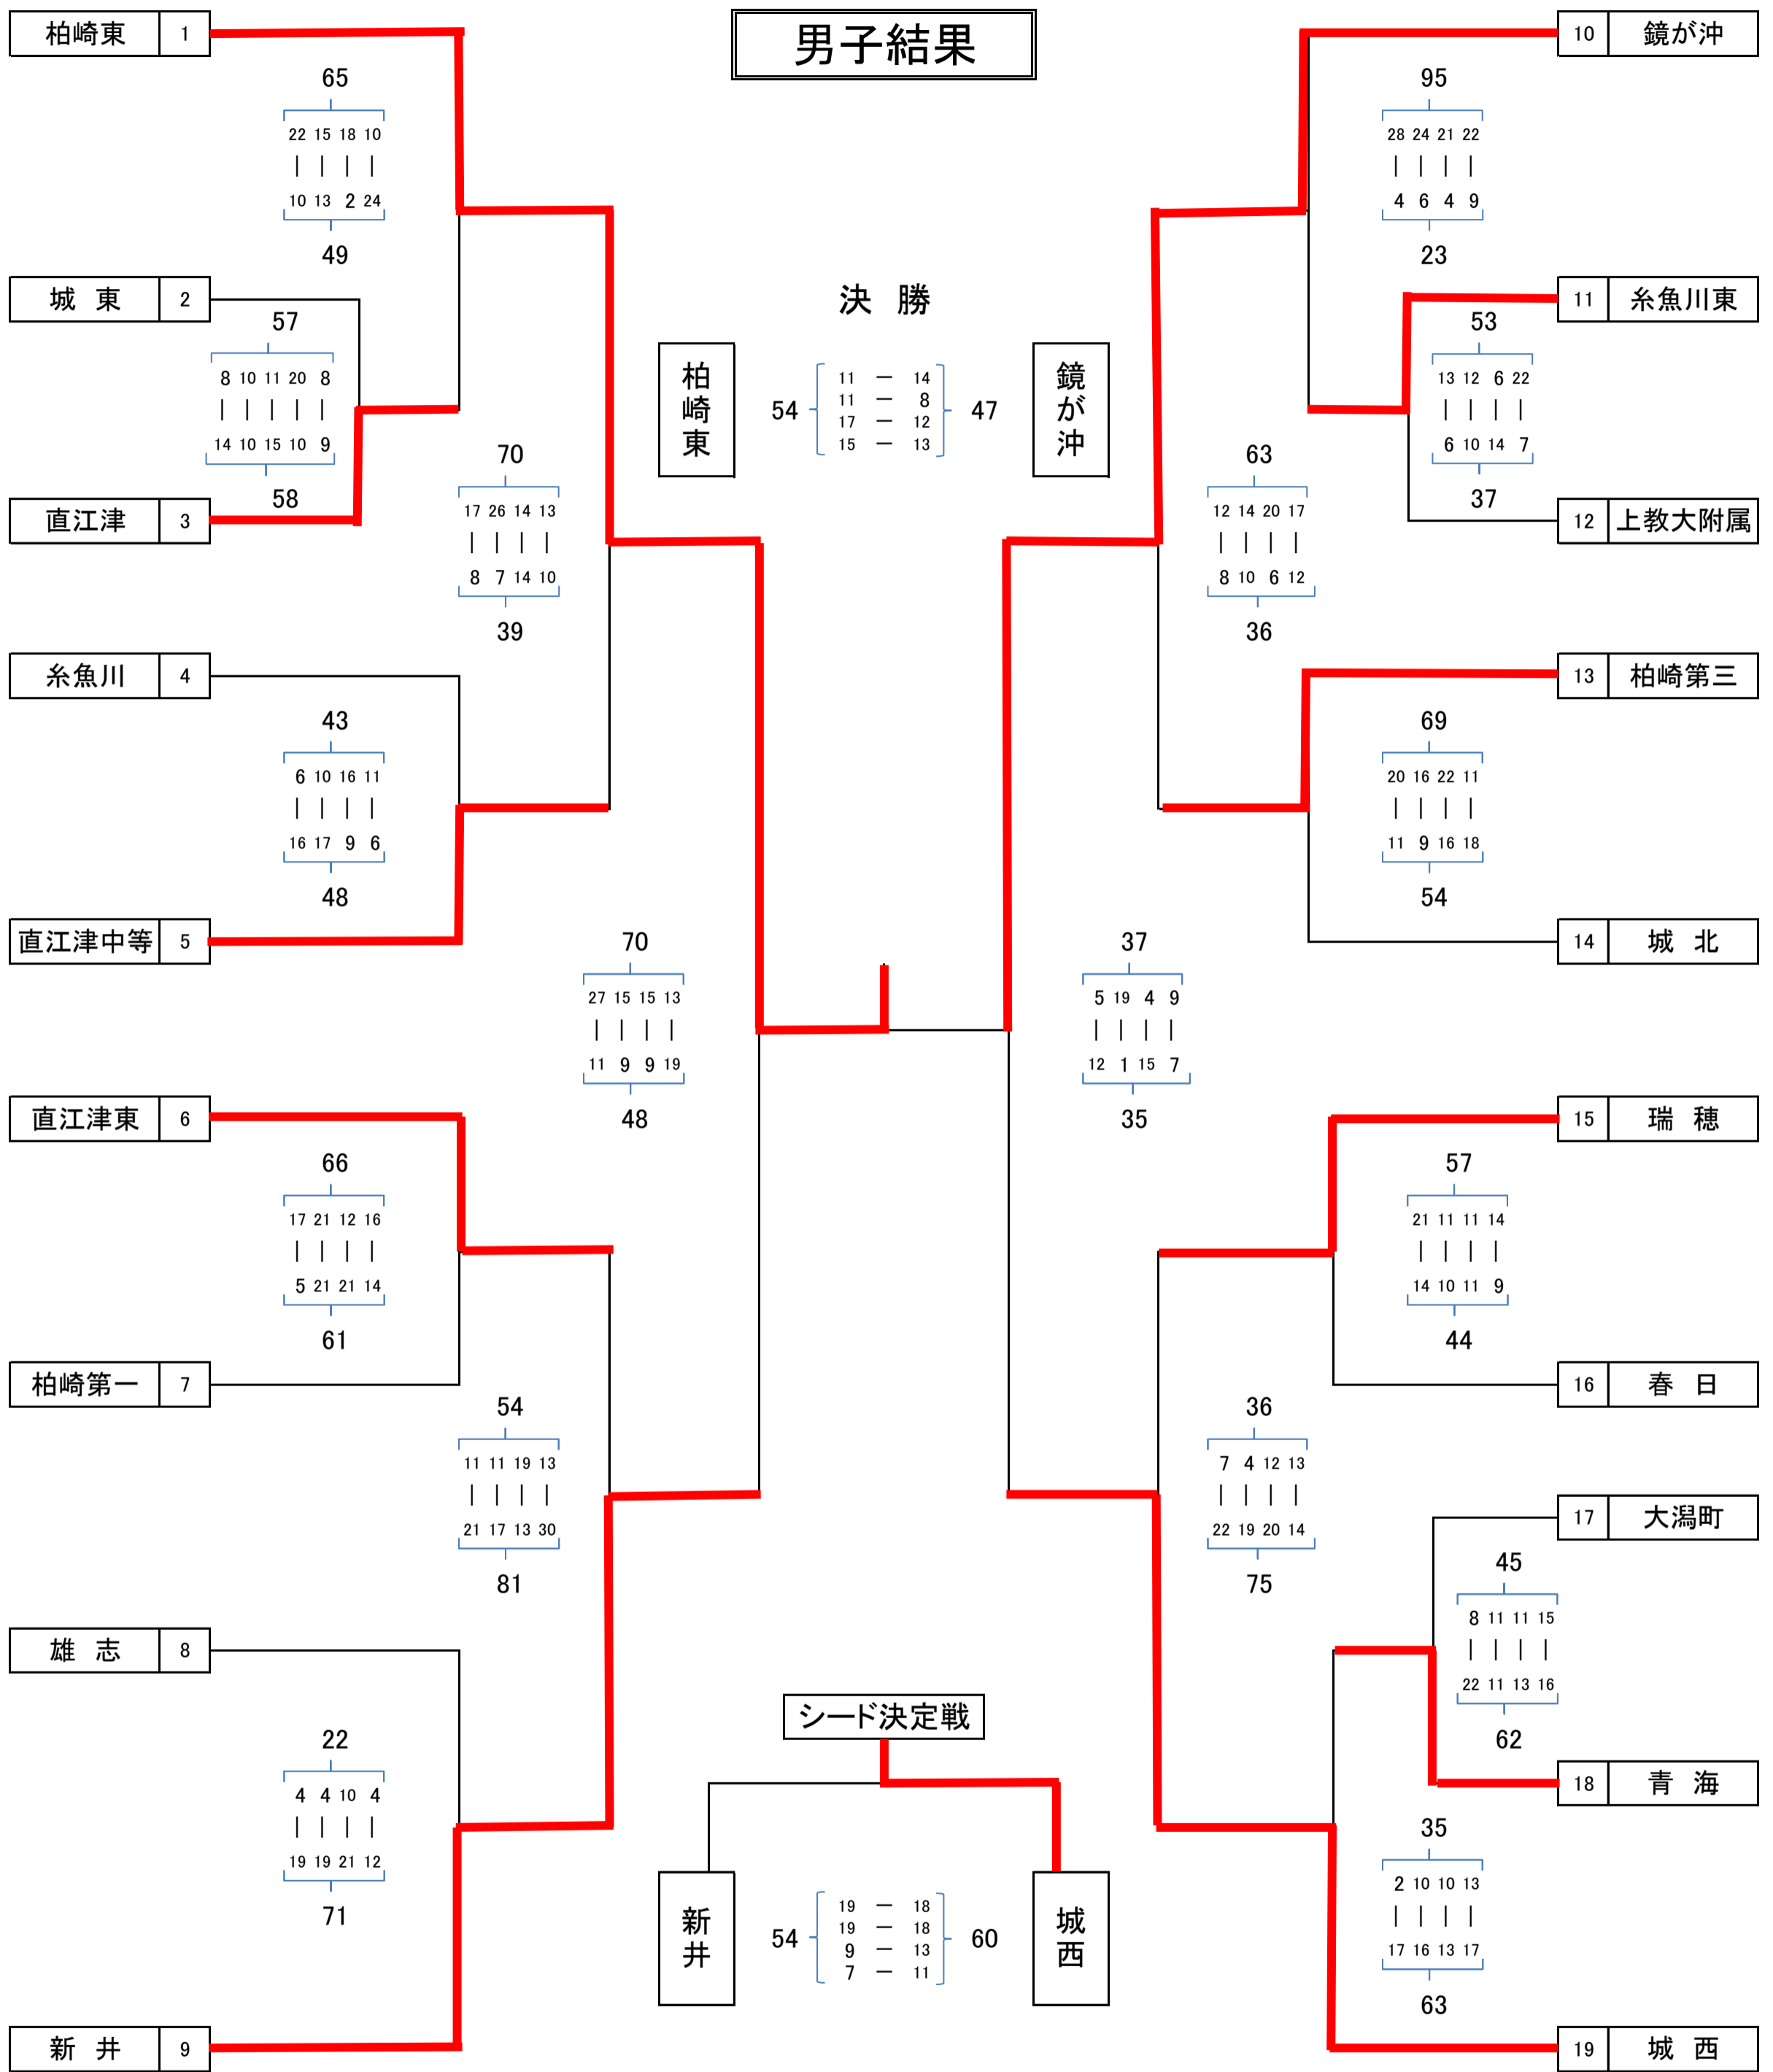 男子結果
柏崎東 1
65
22 15 18 10
10 13 2 24
49
城 東 2
57
8 10 11 20 8
14 10 15 10 9
58
直江津 3
70
17 26 14 13
8 7 14 10
39
糸魚川 4
43
6 10 16 11
16 17 9 6
48
直江津中等 5
70
27 15 15 13
11 9 9 19
48
直江津東 6
66
17 21 12 16
5 21 21 14
61
柏崎第一 7
54
11 11 19 13
21 17 13 30
81
雄 志 8
22
4 4 10 4
19 19 21 12
71
新 井 9
決 勝
柏崎東
54
11 — 14
11 — 8
17 — 12
15 — 13
47
鏡が沖
シード決定戦
新井
54
19 — 18
19 — 18
9 — 13
7 — 11
60
城西
10 鏡が沖
95
28 24 21 22
4 6 4 9
23
11 糸魚川東
53
13 12 6 22
6 10 14 7
37
12 上教大附属
63
12 14 20 17
8 10 6 12
36
13 柏崎第三
69
20 16 22 11
11 9 16 18
54
14 城 北
37
5 19 4 9
12 1 15 7
35
15 瑞 穂
57
21 11 11 14
14 10 11 9
44
16 春 日
36
7 4 12 13
22 19 20 14
75
17 大潟町
45
8 11 11 15
22 11 13 16
62
18 青 海
35
2 10 10 13
17 16 13 17
63
19 城 西